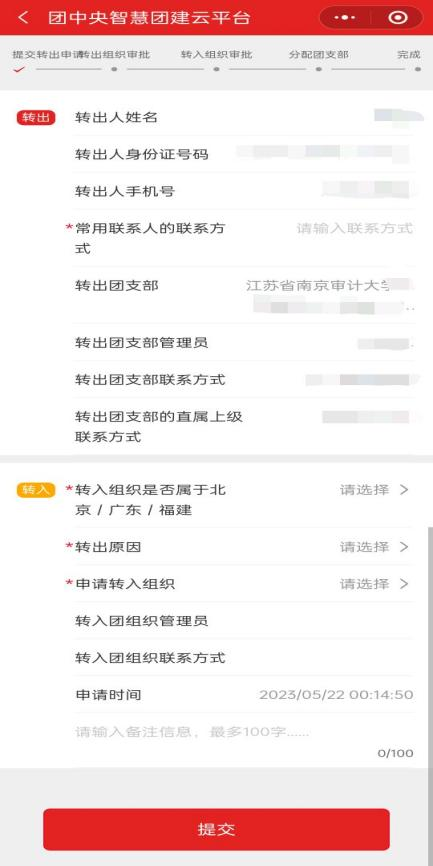 团中央智慧团建云平台
提交转出申请
转出组织审批
转入组织审批
分配团支部
完成
转出
转出人姓名
转出人身份证号码
转出人手机号
*常用联系人的联系方
式
请输入联系方式
转出团支部
江苏省南京审计大
转出团支部管理员
转出团支部联系方式
转出团支部的直属上级
联系方式
转入
*转入组织是否属于北
京 / 广东 / 福建
请选择
*转出原因
请选择
*申请转入组织
请选择
转入团组织管理员
转入团组织联系方式
申请时间
2023/05/22 00:14:50
请输入备注信息，最多100字......
0/100
提交